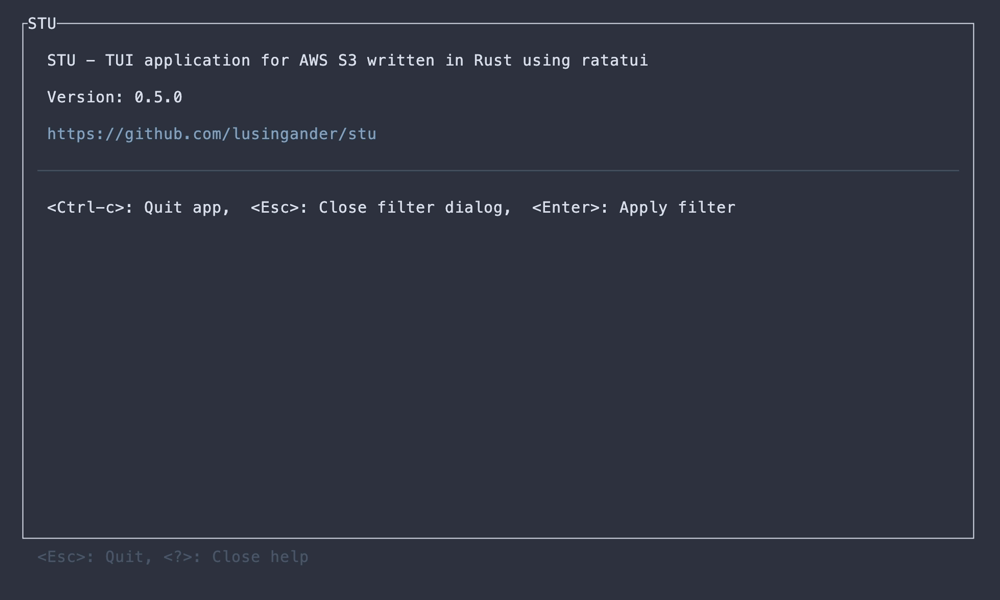 STU
STU – TUI application for AWS S3 written in Rust using ratatui
Version: 0.5.0
https://github.com/lusingander/stu
<Ctrl-c>: Quit app,  <Esc>: Close filter dialog,  <Enter>: Apply filter
<Esc>: Quit, <?>: Close help